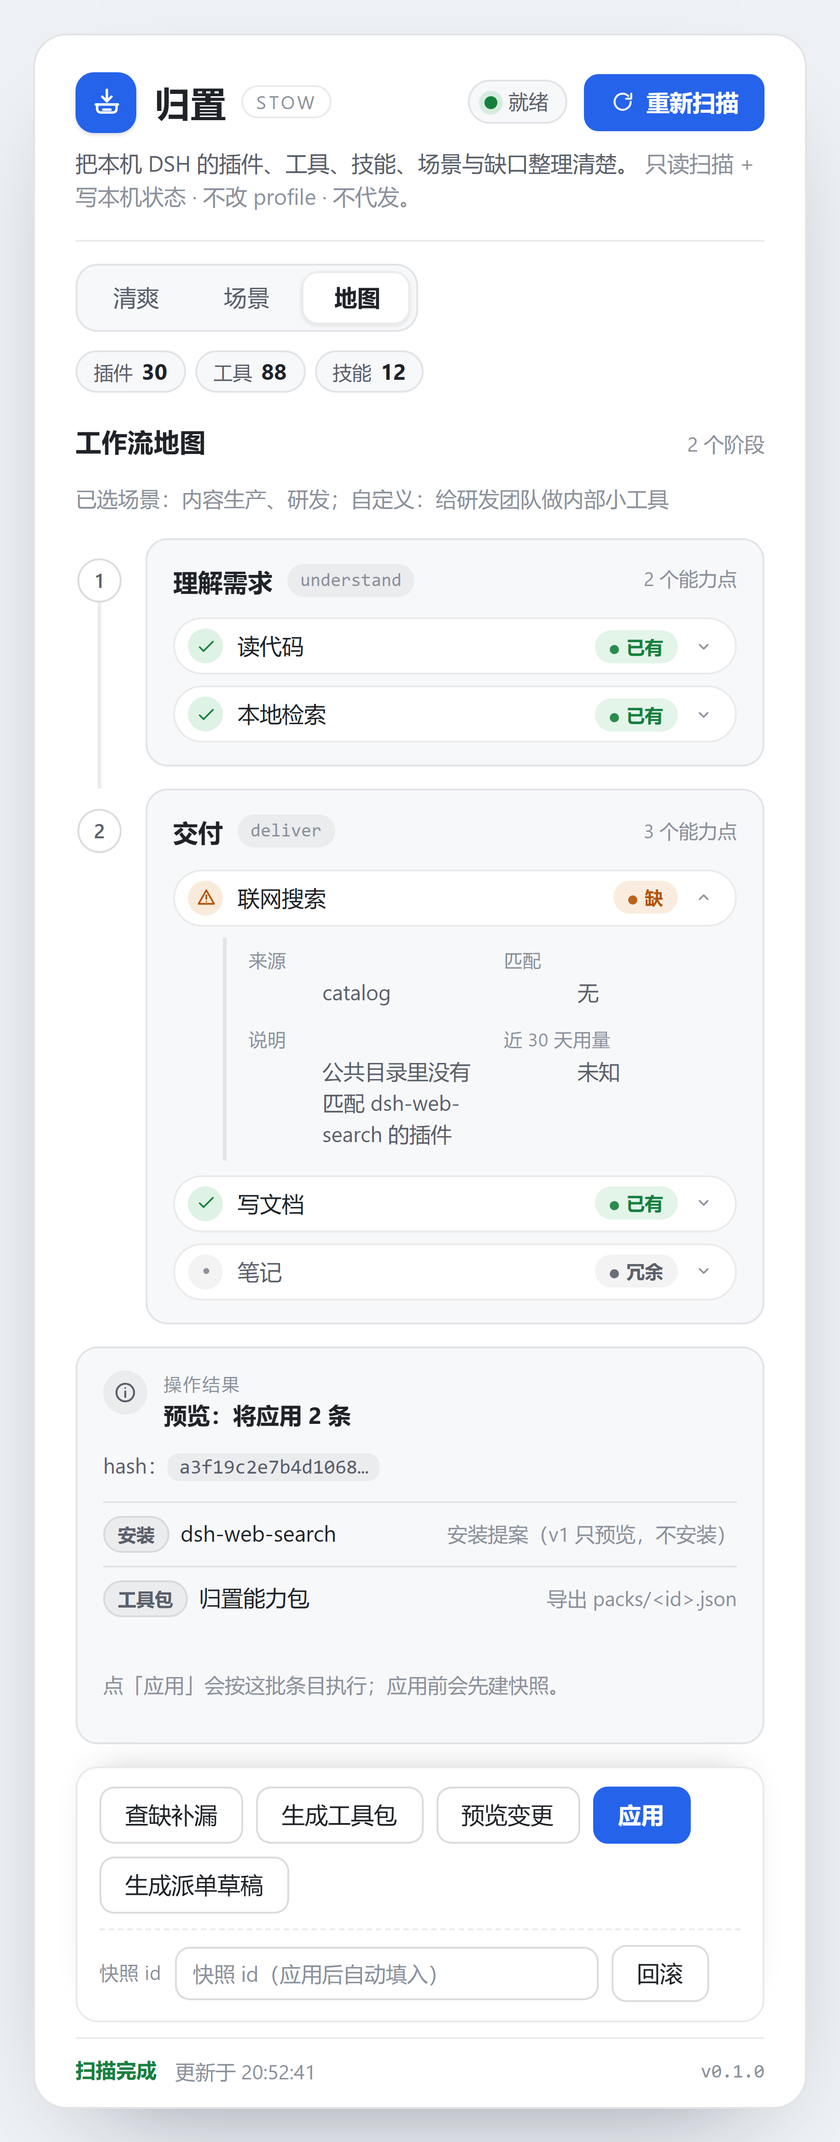 归置 STOW 就绪 重新扫描
把本机 DSH 的插件、工具、技能、场景与缺口整理清楚。 只读扫描 +
写本机状态 · 不改 profile · 不代发。
清爽 场景 地图
插件 30 工具 88 技能 12
工作流地图 2 个阶段
已选场景：内容生产、研发；自定义：给研发团队做内部小工具
1 理解需求 understand 2 个能力点
读代码 已有
本地检索 已有
2 交付 deliver 3 个能力点
联网搜索 缺
来源 匹配
catalog 无
说明 近 30 天用量
公共目录里没有 未知
匹配 dsh-web-
search 的插件
写文档 已有
笔记 冗余
操作结果
预览：将应用 2 条
hash： a3f19c2e7b4d1068…
安装 dsh-web-search 安装提案（v1 只预览，不安装）
工具包 归置能力包 导出 packs/<id>.json
点「应用」会按这批条目执行；应用前会先建快照。
查缺补漏 生成工具包 预览变更 应用
生成派单草稿
快照 id 快照 id（应用后自动填入） 回滚
扫描完成 更新于 20:52:41 v0.1.0